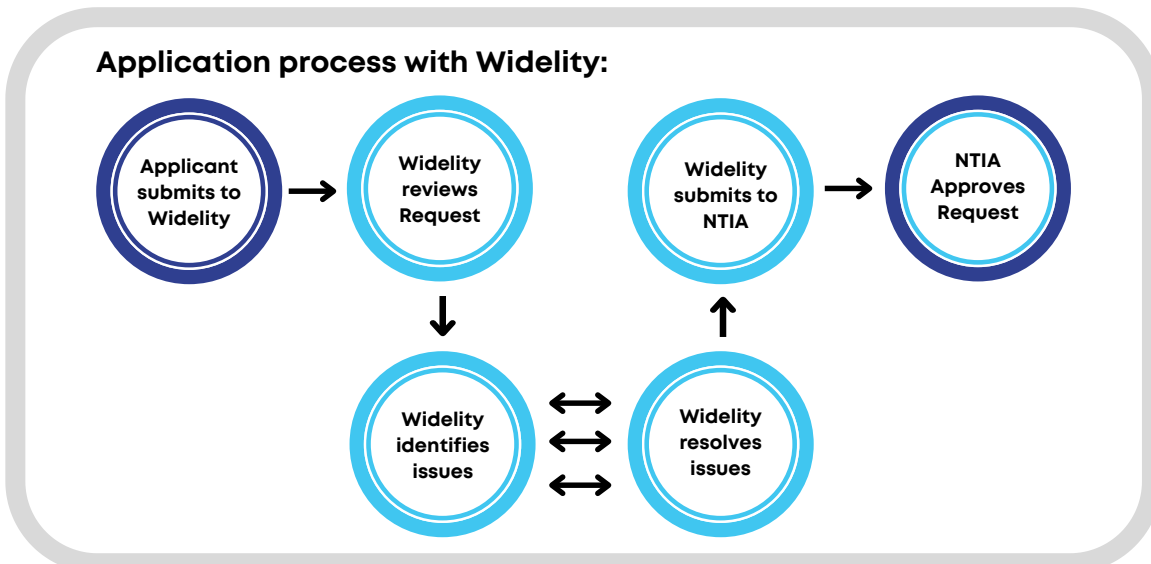 Application process with Widelity:
Applicant
submits to
Widelity
Widelity
reviews
Request
Widelity
identifies
issues
Widelity
resolves
issues
Widelity
submits to
NTIA
NTIA
Approves
Request